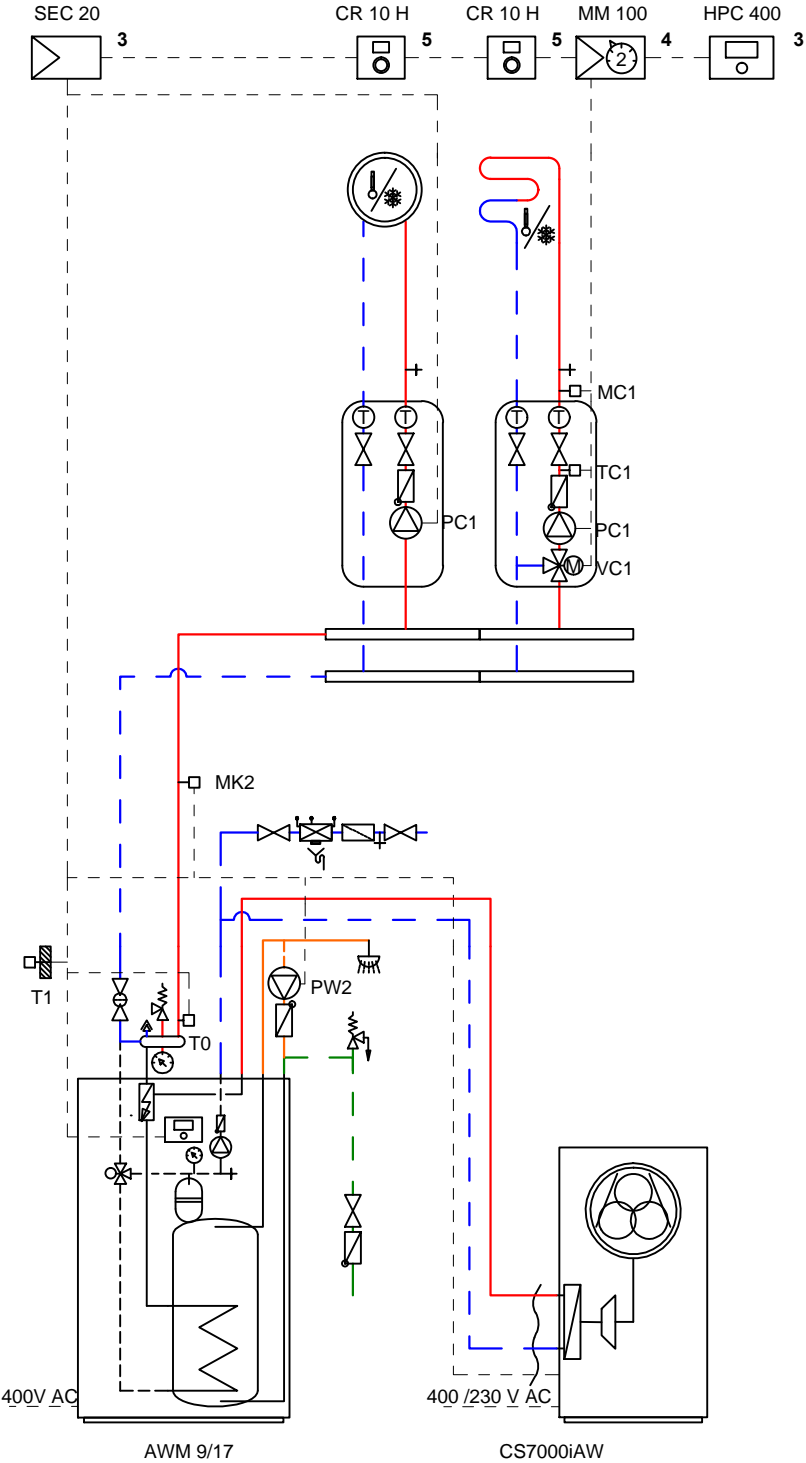 SEC 20
CR 10 H
CR 10 H
MM 100
HPC 400
3
5
5
4
3
2
MC1
T
T
T
T
TC1
PC1
PC1
M
VC1
MK2
T1
PW2
T0
400V AC
400 /230 V AC
AWM 9/17
CS7000iAW